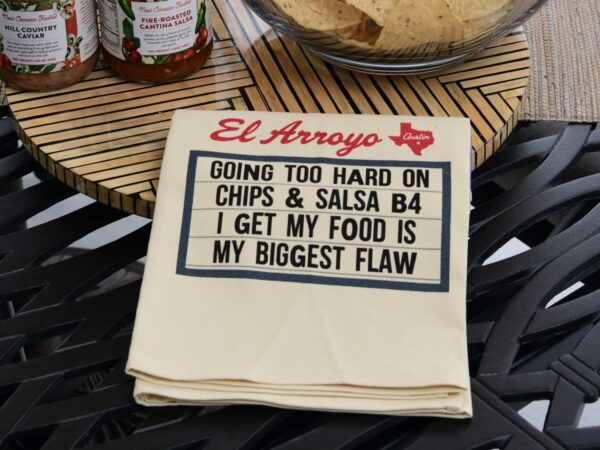 New Canaan Farms
HILL COUNTRY
CAVIAR
New Canaan Farms
FIRE-ROASTED
CANTINA SALSA
El Arroyo
Austin
GOING TOO HARD ON
CHIPS & SALSA B4
I GET MY FOOD IS
MY BIGGEST FLAW